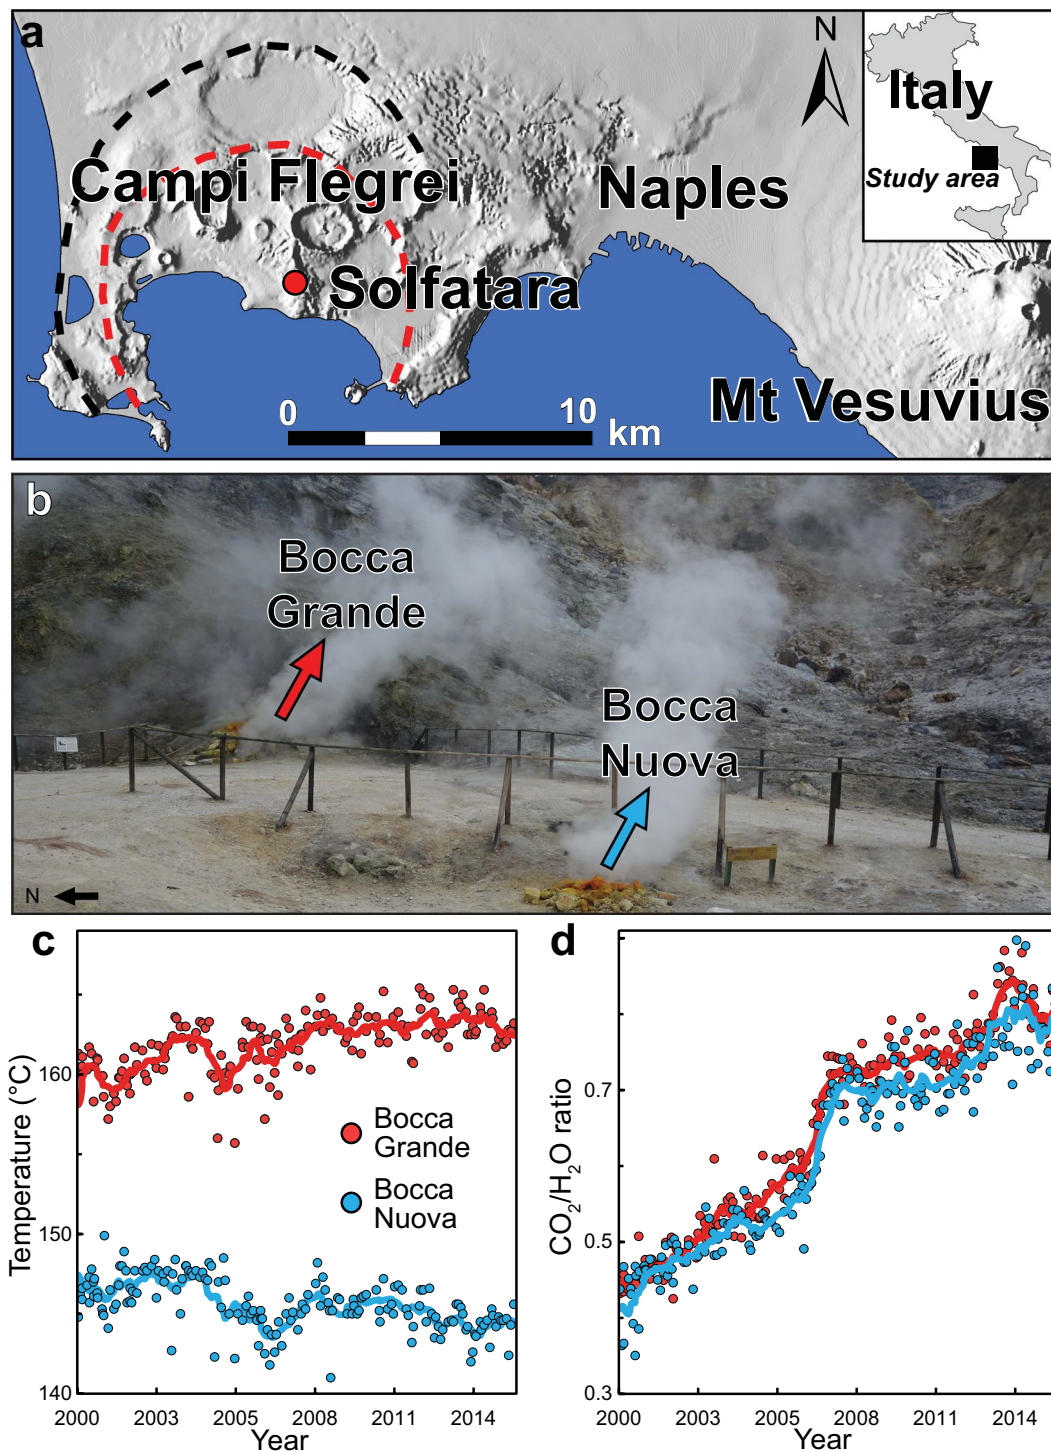 a
N
Italy
Study area
Campi Flegrei
Naples
Solfatara
Mt Vesuvius
0
10
km
b
Bocca
Grande
Bocca
Nuova
N
c
Temperature (°C)
160
150
140
Bocca
Grande
Bocca
Nuova
2000
2003
2005
2008
2011
2014
Year
d
CO₂/H₂O ratio
0.7
0.5
0.3
2000
2003
2005
2008
2011
2014
Year